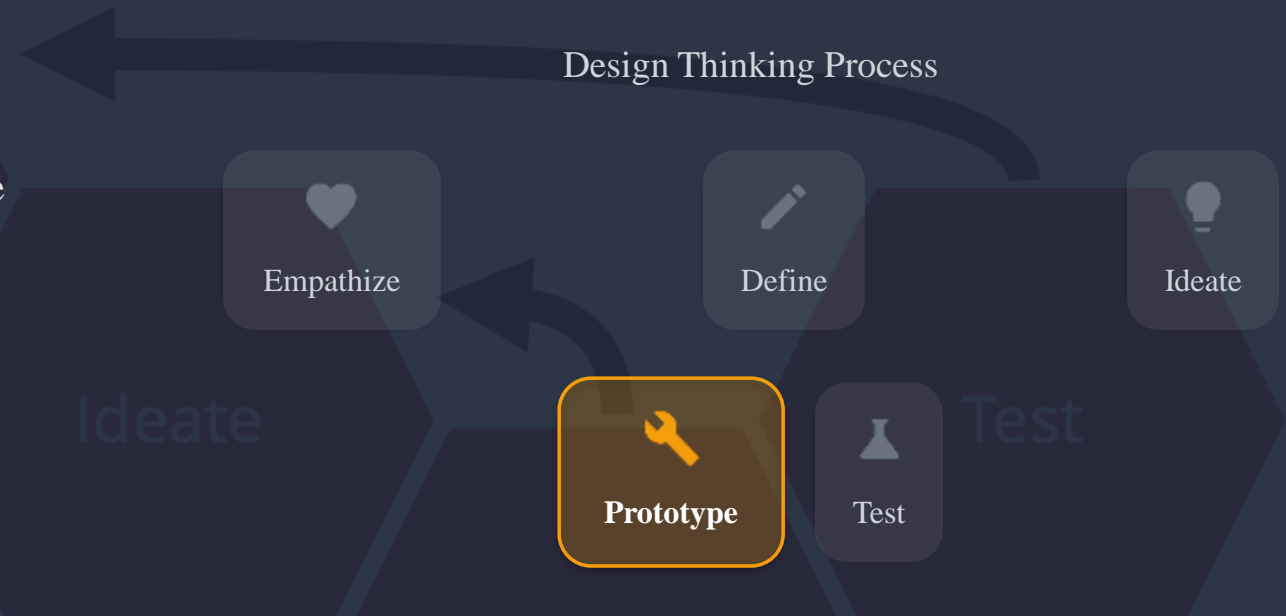 Design Thinking Process
e
Empathize
Define
Ideate
Ideate
Prototype
Test
Test